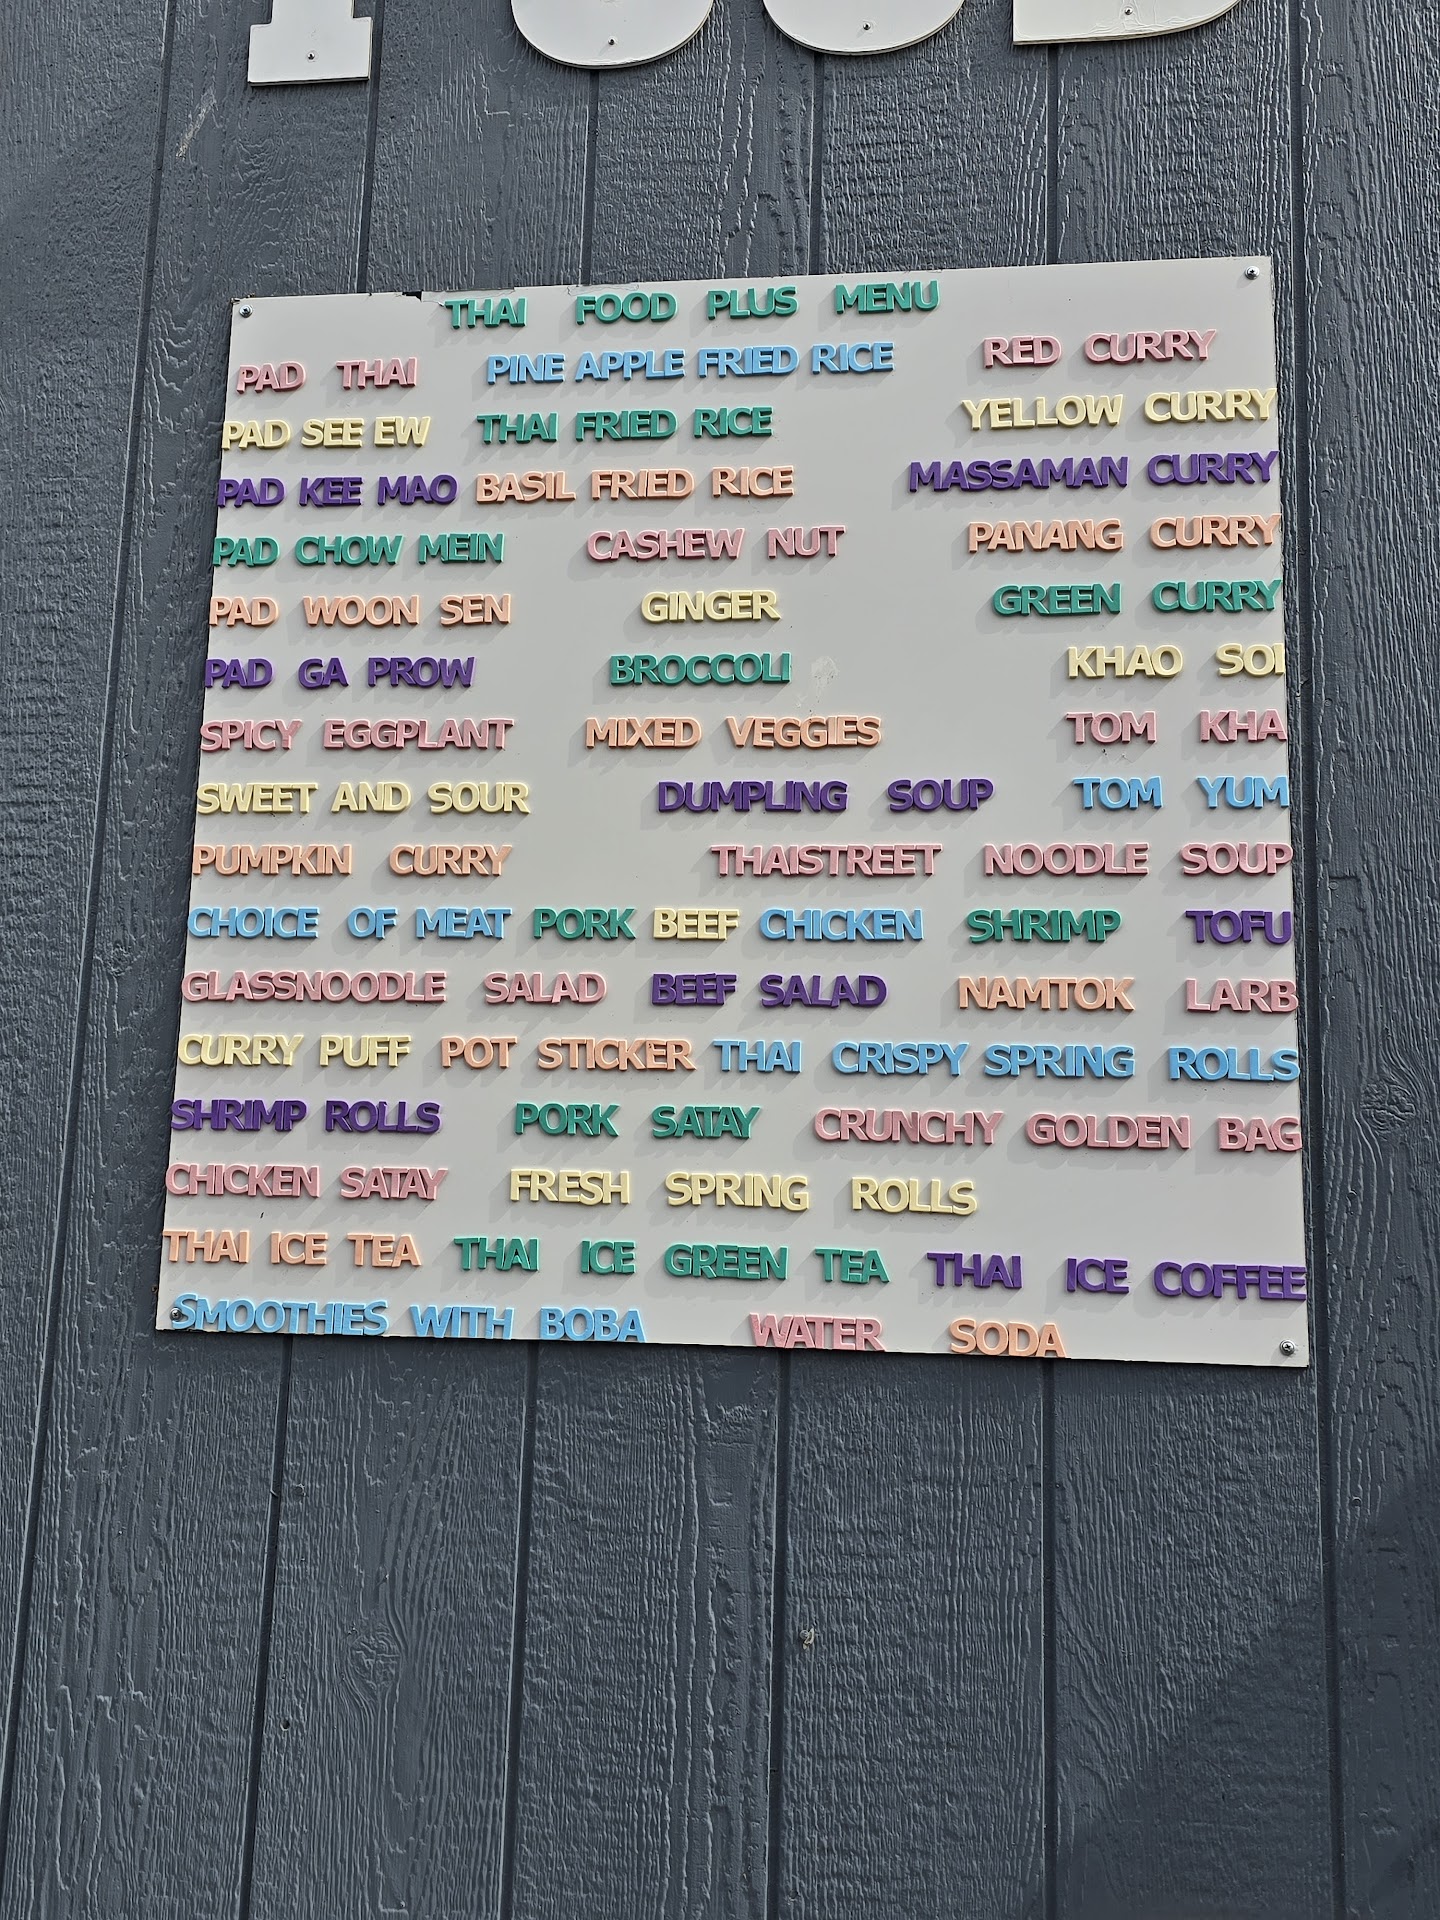 THAI FOOD PLUS MENU
PAD THAI PINE APPLE FRIED RICE RED CURRY
PAD SEE EW THAI FRIED RICE YELLOW CURRY
PAD KEE MAO BASIL FRIED RICE MASSAMAN CURRY
PAD CHOW MEIN CASHEW NUT PANANG CURRY
PAD WOON SEN GINGER GREEN CURRY
PAD GA PROW BROCCOLI KHAO SOI
SPICY EGGPLANT MIXED VEGGIES TOM KHA
SWEET AND SOUR DUMPLING SOUP TOM YUM
PUMPKIN CURRY THAISTREET NOODLE SOUP
CHOICE OF MEAT PORK BEEF CHICKEN SHRIMP TOFU
GLASSNOODLE SALAD BEEF SALAD NAMTOK LARB
CURRY PUFF POT STICKER THAI CRISPY SPRING ROLLS
SHRIMP ROLLS PORK SATAY CRUNCHY GOLDEN BAG
CHICKEN SATAY FRESH SPRING ROLLS
THAI ICE TEA THAI ICE GREEN TEA THAI ICE COFFEE
SMOOTHIES WITH BOBA WATER SODA